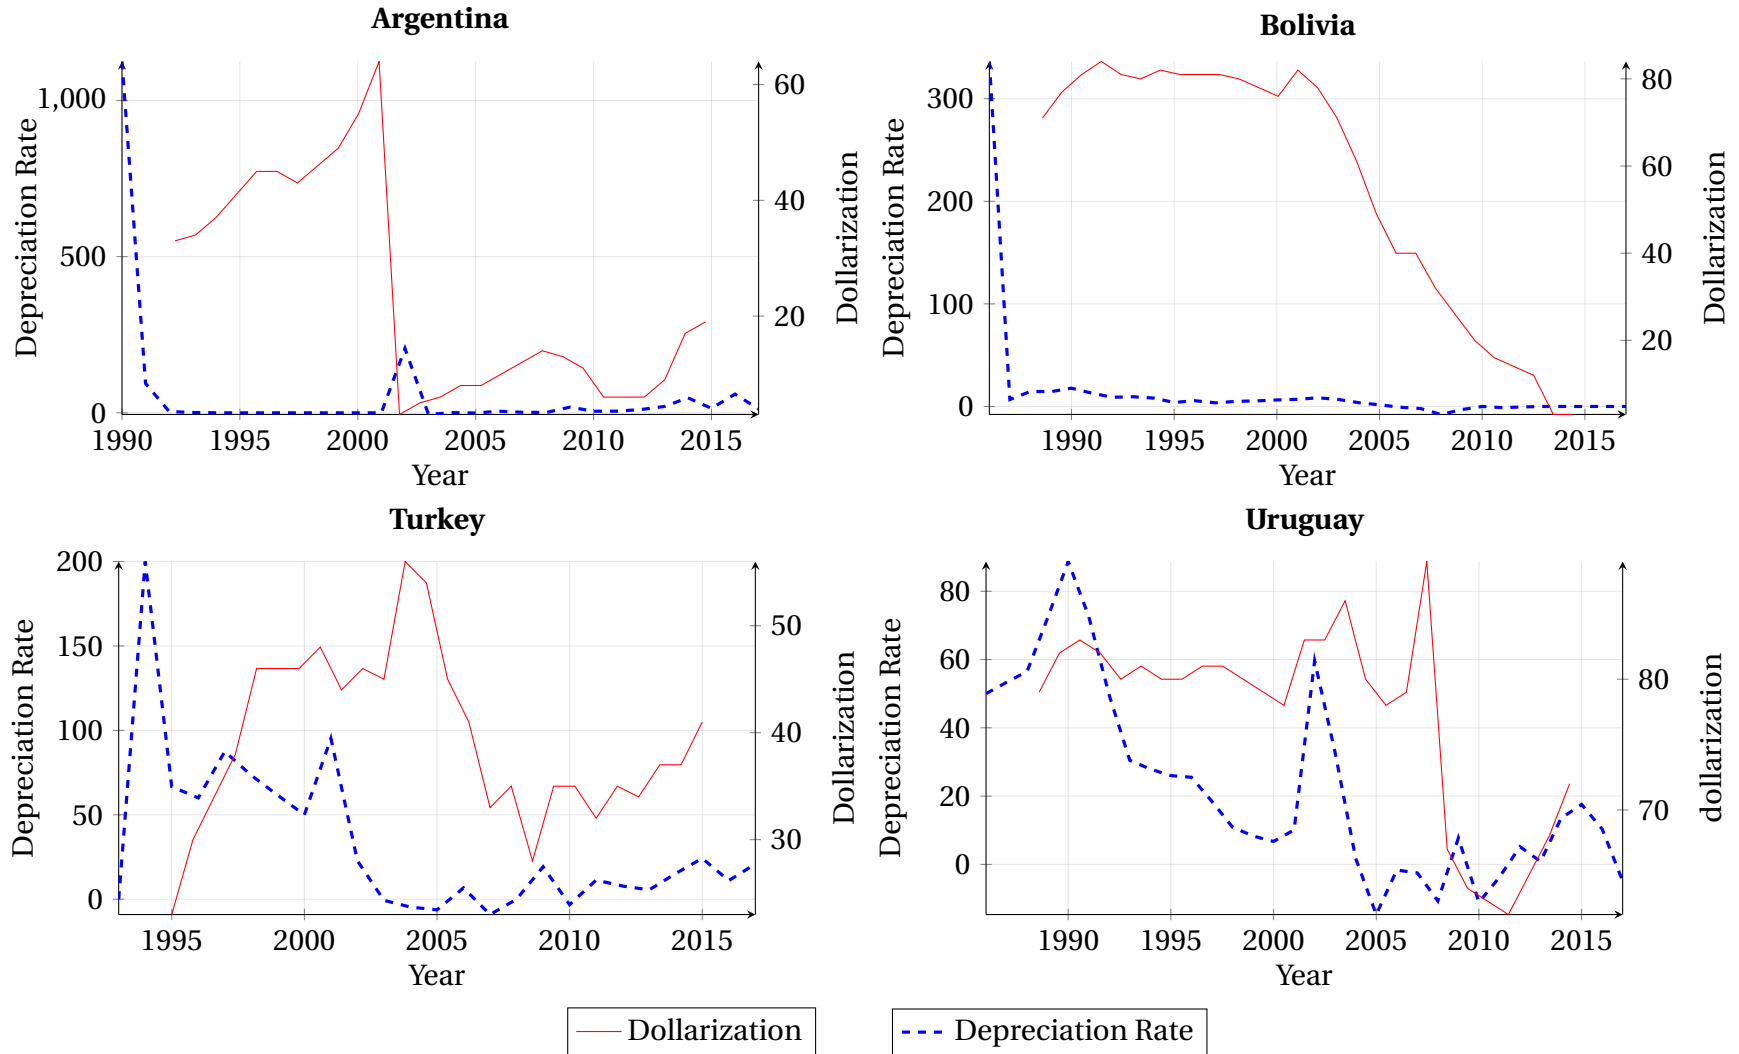 Argentina
1,000
500
0
Depreciation Rate
60
40
20
Dollarization
1990 1995 2000 2005 2010 2015
Year
Bolivia
300
200
100
0
Depreciation Rate
80
60
40
20
Dollarization
1990 1995 2000 2005 2010 2015
Year
Turkey
200
150
100
50
0
Depreciation Rate
50
40
30
Dollarization
1995 2000 2005 2010 2015
Year
Uruguay
80
60
40
20
0
Depreciation Rate
80
70
dollarization
1990 1995 2000 2005 2010 2015
Year
Dollarization
Depreciation Rate